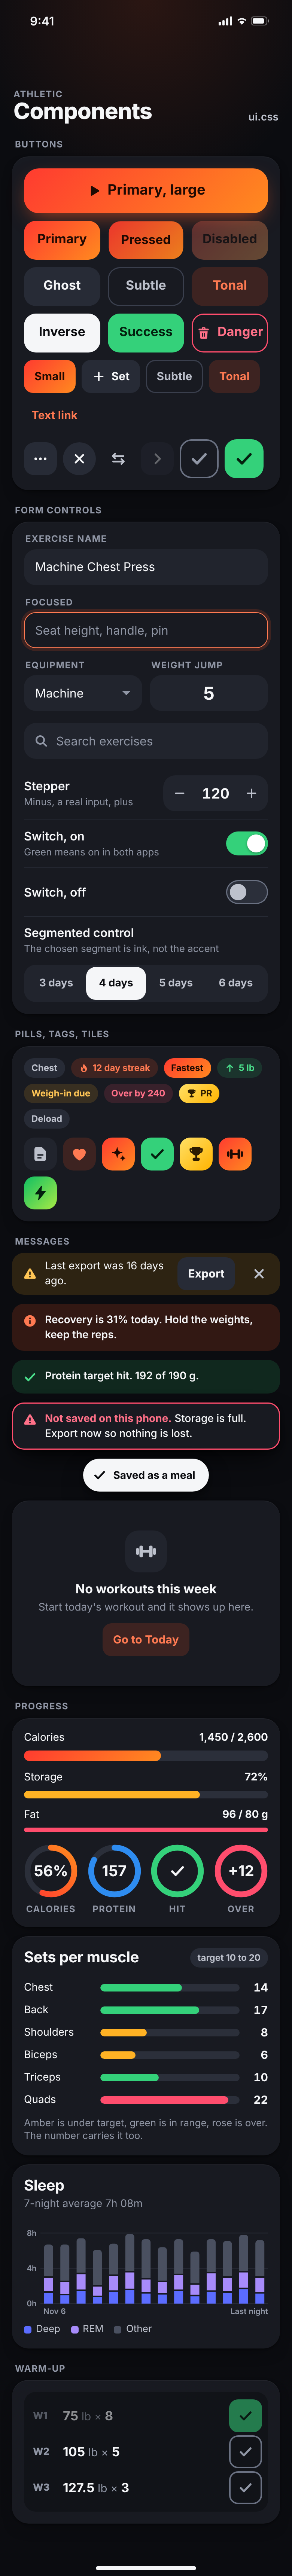 9:41
ATHLETIC
Components
ui.css
BUTTONS
Primary, large
Primary
Pressed
Disabled
Ghost
Subtle
Tonal
Inverse
Success
Danger
Small
Set
Subtle
Tonal
Text link
FORM CONTROLS
EXERCISE NAME
Machine Chest Press
FOCUSED
Seat height, handle, pin
EQUIPMENT
WEIGHT JUMP
Machine
5
Search exercises
Stepper
Minus, a real input, plus
120
Switch, on
Green means on in both apps
Switch, off
Segmented control
The chosen segment is ink, not the accent
3 days
4 days
5 days
6 days
PILLS, TAGS, TILES
Chest
12 day streak
Fastest
5 lb
Weigh-in due
Over by 240
PR
Deload
MESSAGES
Last export was 16 days
ago.
Export
Recovery is 31% today. Hold the weights,
keep the reps.
Protein target hit. 192 of 190 g.
Not saved on this phone. Storage is full.
Export now so nothing is lost.
Saved as a meal
No workouts this week
Start today's workout and it shows up here.
Go to Today
PROGRESS
Calories
1,450 / 2,600
Storage
72%
Fat
96 / 80 g
56%
157
+12
CALORIES
PROTEIN
HIT
OVER
Sets per muscle
target 10 to 20
Chest
14
Back
17
Shoulders
8
Biceps
6
Triceps
10
Quads
22
Amber is under target, green is in range, rose is over.
The number carries it too.
Sleep
7-night average 7h 08m
8h
4h
0h
Nov 6
Last night
Deep
REM
Other
WARM-UP
W1
75 lb × 8
W2
105 lb × 5
W3
127.5 lb × 3